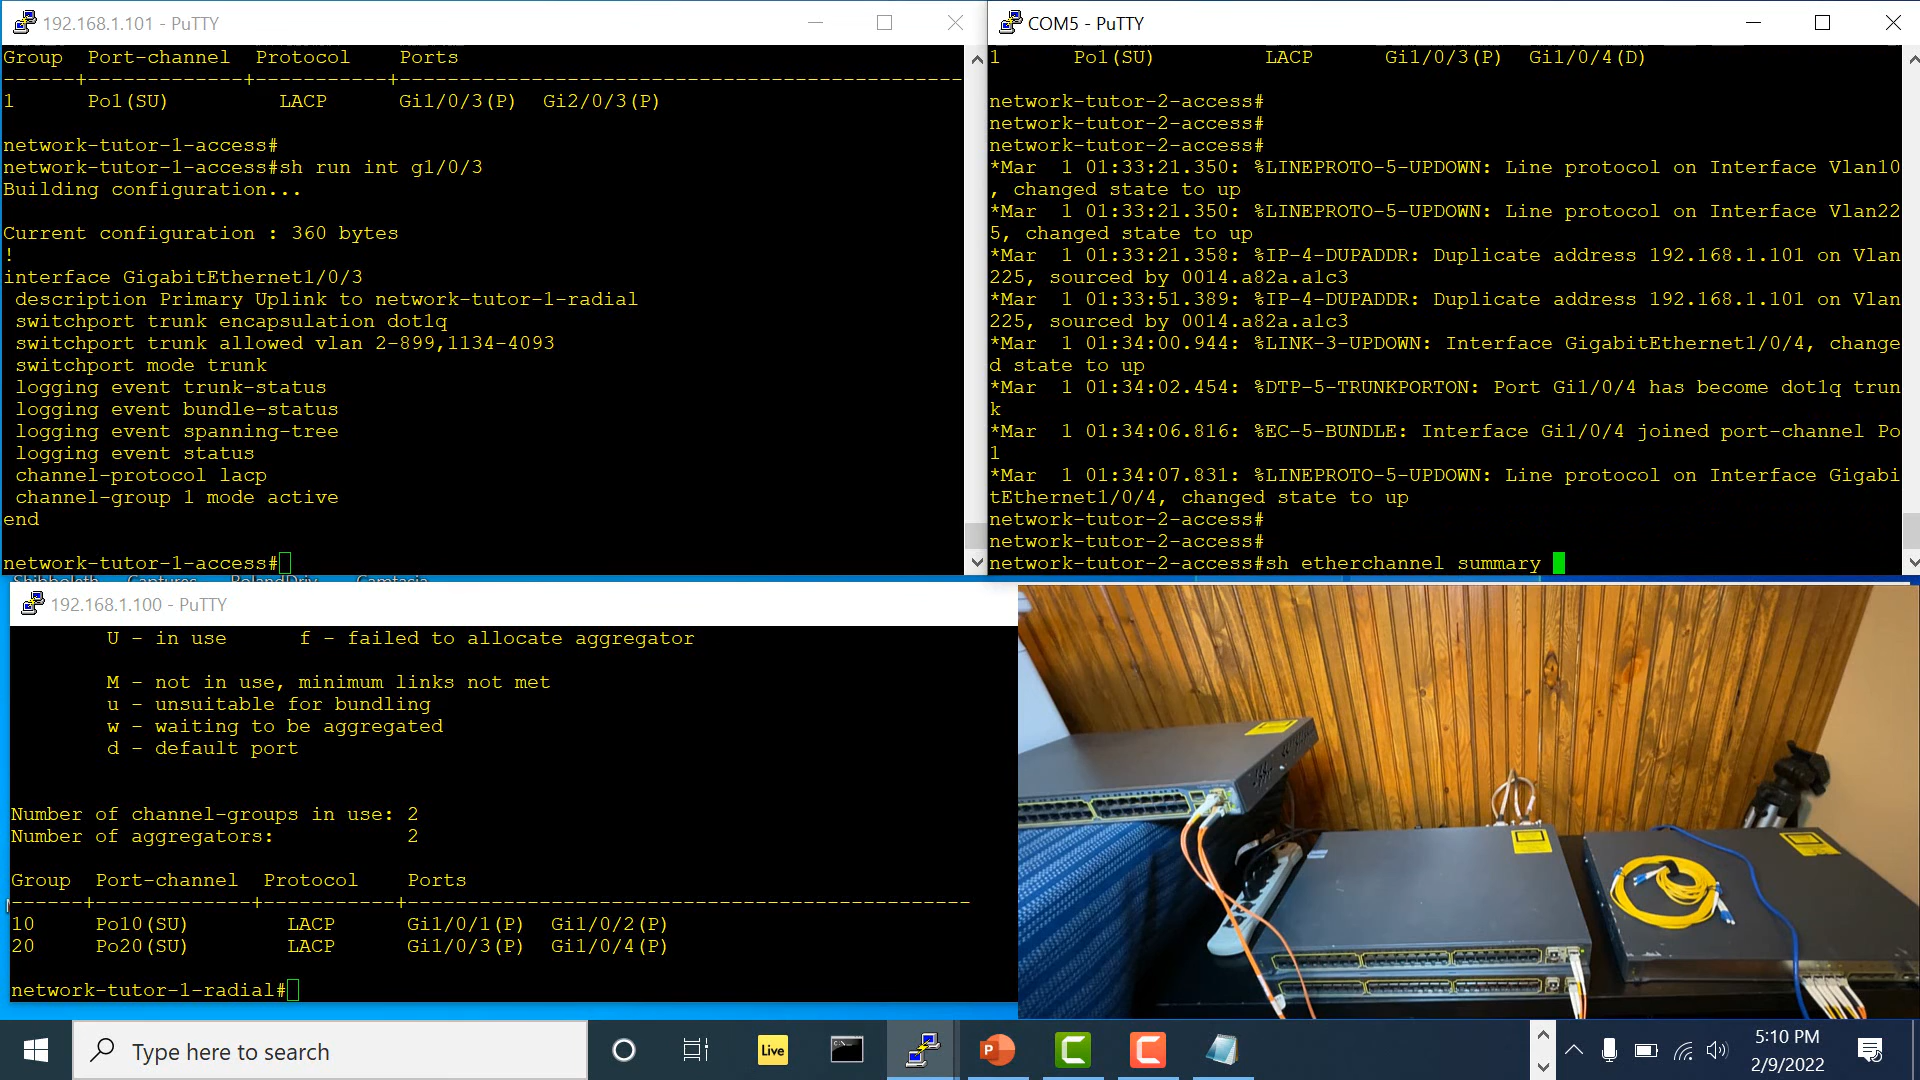 192.168.1.101 - PuTTY
Group  Port-channel  Protocol    Ports
------+-------------+-----------+-----------------------------------------------
1      Po1(SU)         LACP      Gi1/0/3(P)  Gi2/0/3(P)
network-tutor-1-access#
network-tutor-1-access#sh run int g1/0/3
Building configuration...
Current configuration : 360 bytes
!
interface GigabitEthernet1/0/3
description Primary Uplink to network-tutor-1-radial
switchport trunk encapsulation dot1q
switchport trunk allowed vlan 2-899,1134-4093
switchport mode trunk
logging event trunk-status
logging event bundle-status
logging event spanning-tree
logging event status
channel-protocol lacp
channel-group 1 mode active
end
network-tutor-1-access#
COM5 - PuTTY
1      Po1(SU)         LACP      Gi1/0/3(P)  Gi1/0/4(D)
network-tutor-2-access#
network-tutor-2-access#
network-tutor-2-access#
*Mar  1 01:33:21.350: %LINEPROTO-5-UPDOWN: Line protocol on Interface Vlan10
, changed state to up
*Mar  1 01:33:21.350: %LINEPROTO-5-UPDOWN: Line protocol on Interface Vlan22
5, changed state to up
*Mar  1 01:33:21.358: %IP-4-DUPADDR: Duplicate address 192.168.1.101 on Vlan
225, sourced by 0014.a82a.a1c3
*Mar  1 01:33:51.389: %IP-4-DUPADDR: Duplicate address 192.168.1.101 on Vlan
225, sourced by 0014.a82a.a1c3
*Mar  1 01:34:00.944: %LINK-3-UPDOWN: Interface GigabitEthernet1/0/4, change
d state to up
*Mar  1 01:34:02.454: %DTP-5-TRUNKPORTON: Port Gi1/0/4 has become dot1q trun
k
*Mar  1 01:34:06.816: %EC-5-BUNDLE: Interface Gi1/0/4 joined port-channel Po
1
*Mar  1 01:34:07.831: %LINEPROTO-5-UPDOWN: Line protocol on Interface Gigabi
tEthernet1/0/4, changed state to up
network-tutor-2-access#
network-tutor-2-access#
network-tutor-2-access#sh etherchannel summary
192.168.1.100 - PuTTY
U - in use      f - failed to allocate aggregator
M - not in use, minimum links not met
u - unsuitable for bundling
w - waiting to be aggregated
d - default port
Number of channel-groups in use: 2
Number of aggregators:           2
Group  Port-channel  Protocol    Ports
------+-------------+-----------+-----------------------------------------------
10     Po10(SU)        LACP      Gi1/0/1(P)  Gi1/0/2(P)
20     Po20(SU)        LACP      Gi1/0/3(P)  Gi1/0/4(P)
network-tutor-1-radial#
Type here to search
Live
5:10 PM
2/9/2022